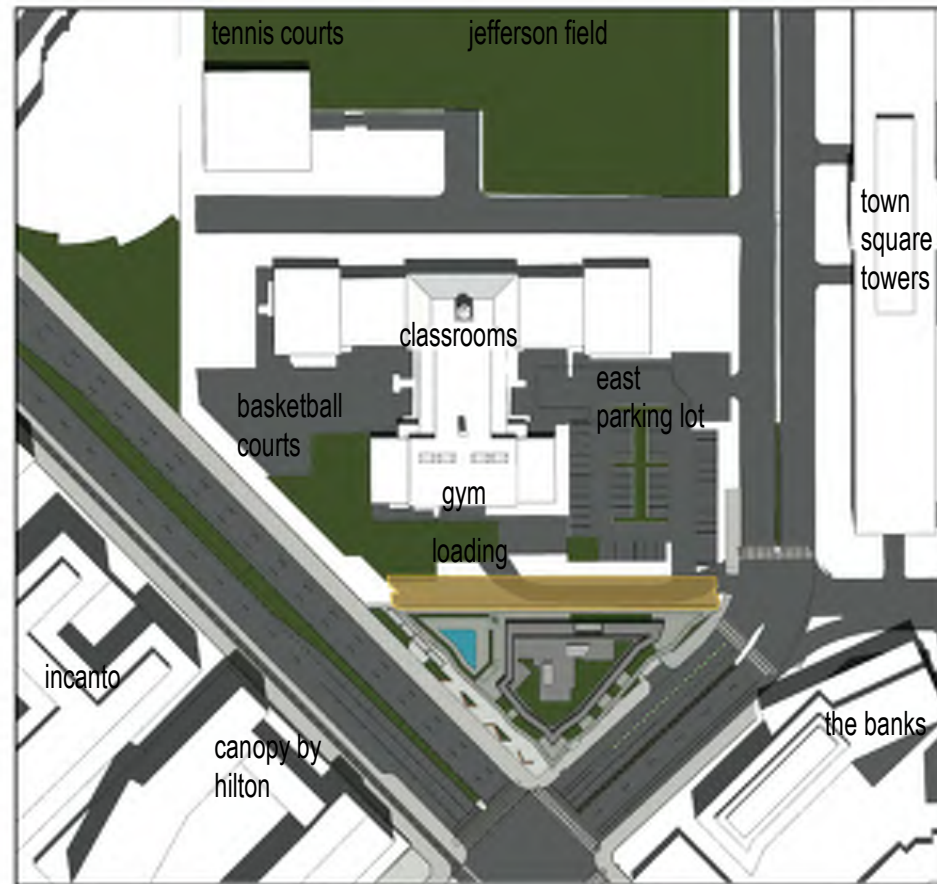 tennis courts
jefferson field
town
square
towers
classrooms
east
parking lot
basketball
courts
gym
loading
incanto
canopy by
hilton
the banks